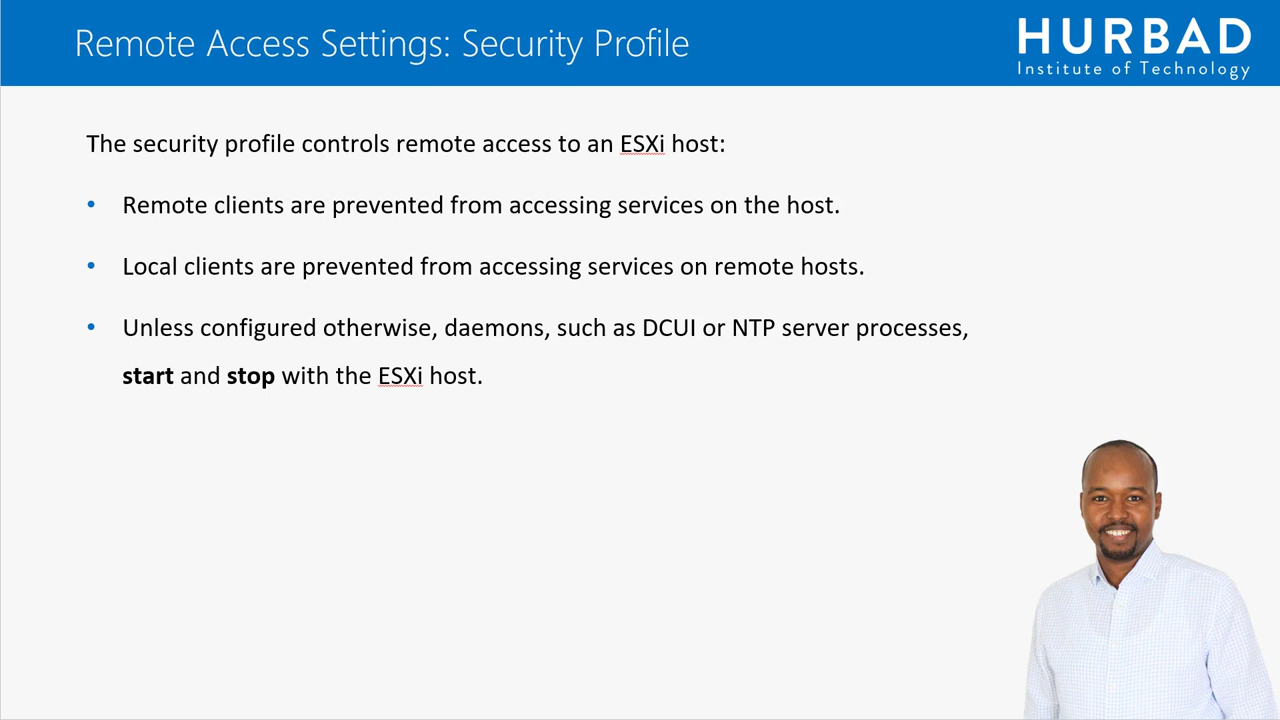 Remote Access Settings: Security Profile
HURBAD
Institute of Technology
The security profile controls remote access to an ESXi host:
• Remote clients are prevented from accessing services on the host.
• Local clients are prevented from accessing services on remote hosts.
• Unless configured otherwise, daemons, such as DCUI or NTP server processes,
start and stop with the ESXi host.